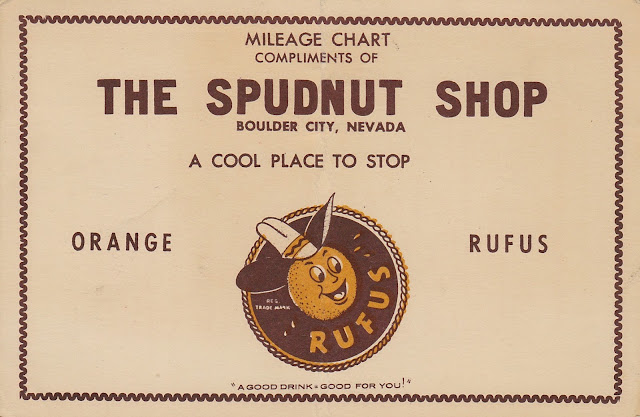 MILEAGE CHART
COMPLIMENTS OF
THE SPUDNUT SHOP
BOULDER CITY, NEVADA
A COOL PLACE TO STOP
ORANGE RUFUS
REG.
TRADE MARK
RUFUS
"A GOOD DRINK = GOOD FOR YOU!"